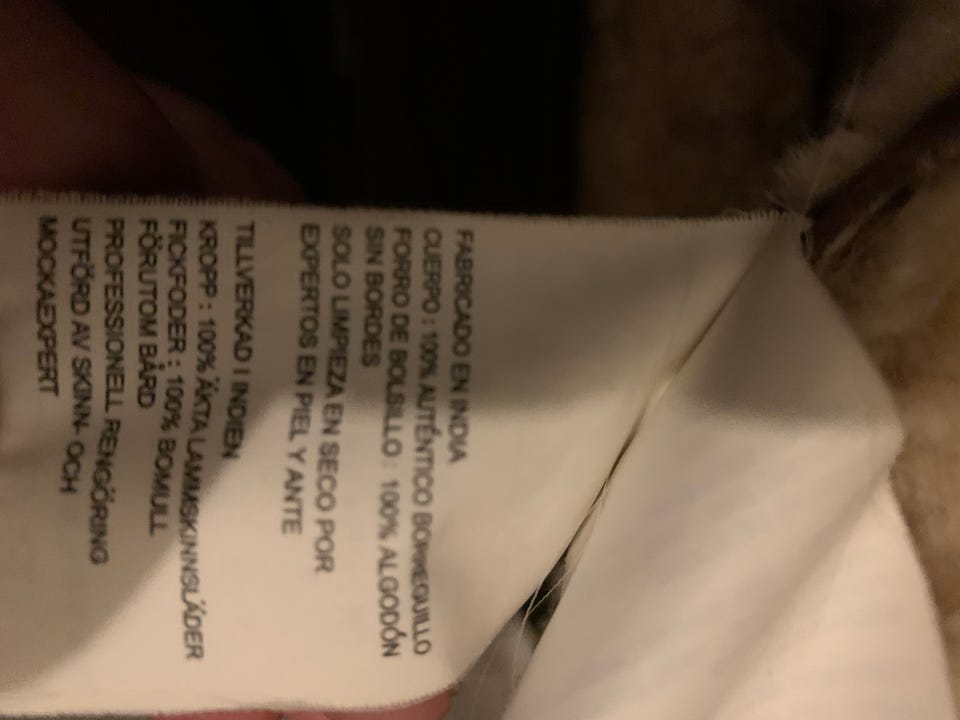 FABRICADO EN INDIA
CUERPO : 100% AUTÉNTICO BORREGUILLO
FORRO DE BOLSILLO : 100% ALGODÓN
SIN BORDES
SOLO LIMPIEZA EN SECO POR
EXPERTOS EN PIEL Y ANTE
TILLVERKAD I INDIEN
KROPP : 100% ÄKTA LAMMSKINNSLÄDER
FICKFODER : 100% BOMULL
FÖRUTOM BÅRD
PROFESSIONELL RENGÖRING
UTFÖRD AV SKINN- OCH
MOCKAEXPERT